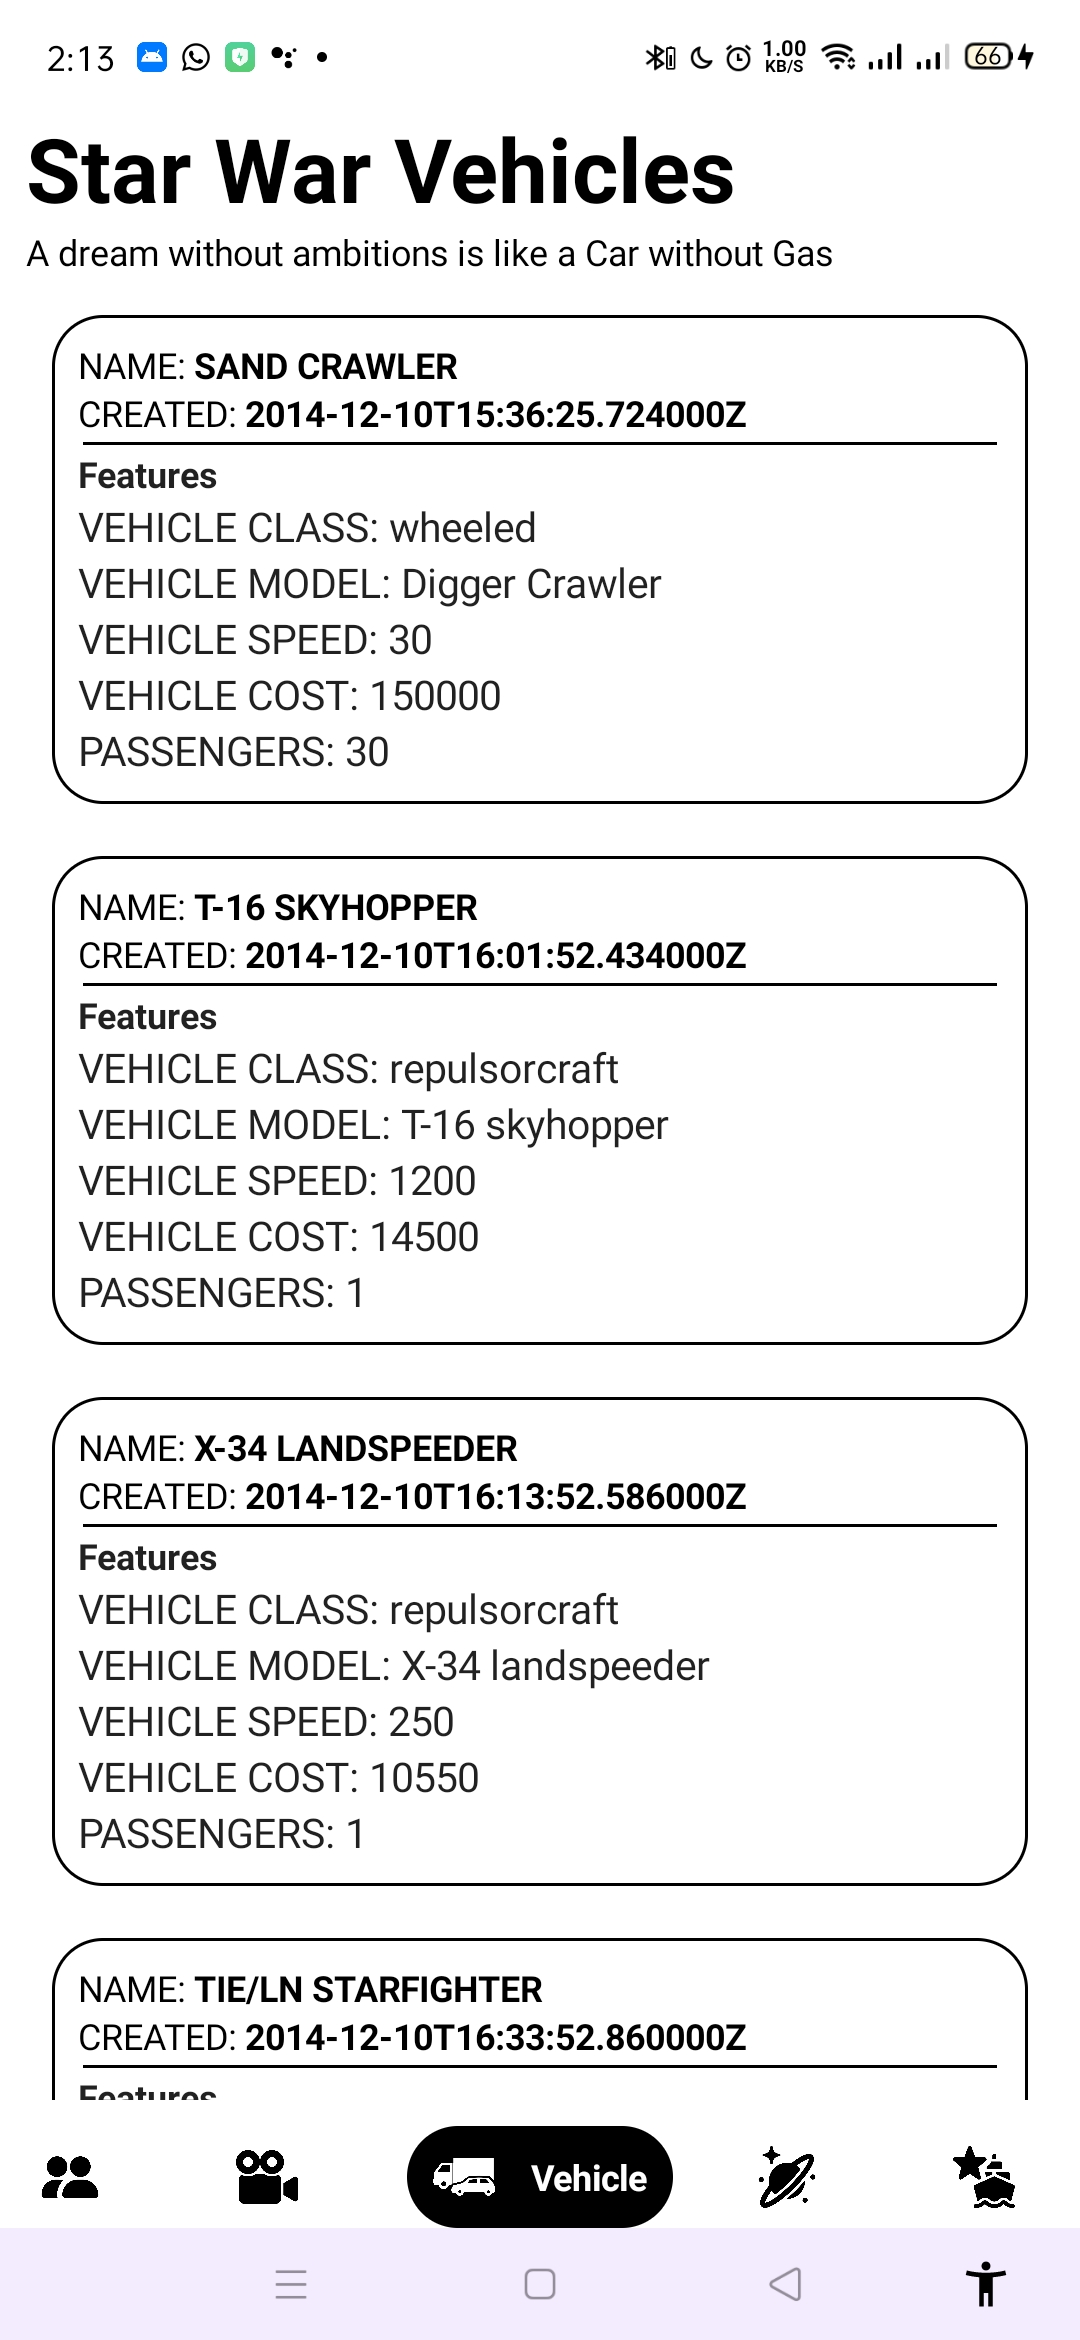 2:13
1.00
KB/S
66
Star War Vehicles
A dream without ambitions is like a Car without Gas
NAME: SAND CRAWLER
CREATED: 2014-12-10T15:36:25.724000Z
Features
VEHICLE CLASS: wheeled
VEHICLE MODEL: Digger Crawler
VEHICLE SPEED: 30
VEHICLE COST: 150000
PASSENGERS: 30
NAME: T-16 SKYHOPPER
CREATED: 2014-12-10T16:01:52.434000Z
Features
VEHICLE CLASS: repulsorcraft
VEHICLE MODEL: T-16 skyhopper
VEHICLE SPEED: 1200
VEHICLE COST: 14500
PASSENGERS: 1
NAME: X-34 LANDSPEEDER
CREATED: 2014-12-10T16:13:52.586000Z
Features
VEHICLE CLASS: repulsorcraft
VEHICLE MODEL: X-34 landspeeder
VEHICLE SPEED: 250
VEHICLE COST: 10550
PASSENGERS: 1
NAME: TIE/LN STARFIGHTER
CREATED: 2014-12-10T16:33:52.860000Z
Features
Vehicle